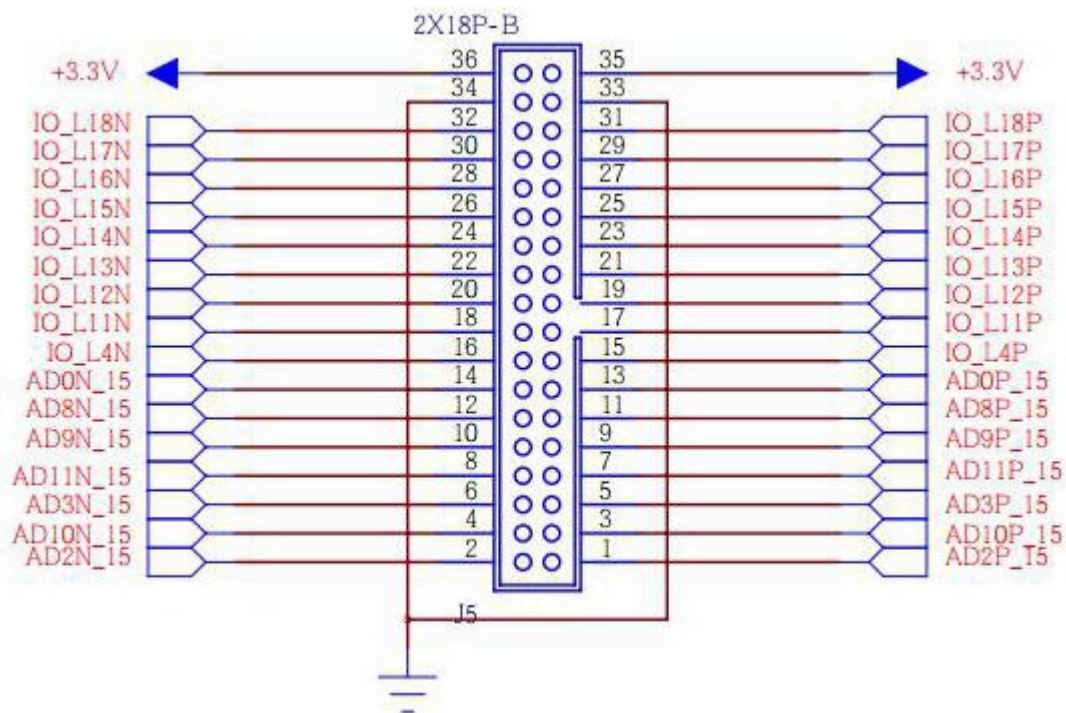 2X18P-B
+3.3V 36 35 +3.3V
34 33
IO_L18N 32 31 IO_L18P
IO_L17N 30 29 IO_L17P
IO_L16N 28 27 IO_L16P
IO_L15N 26 25 IO_L15P
IO_L14N 24 23 IO_L14P
IO_L13N 22 21 IO_L13P
IO_L12N 20 19 IO_L12P
IO_L11N 18 17 IO_L11P
IO_L4N 16 15 IO_L4P
AD0N_15 14 13 AD0P_15
AD8N_15 12 11 AD8P_15
AD9N_15 10 9 AD9P_15
AD11N_15 8 7 AD11P_15
AD3N_15 6 5 AD3P_15
AD10N_15 4 3 AD10P_15
AD2N_15 2 1 AD2P_15
J5